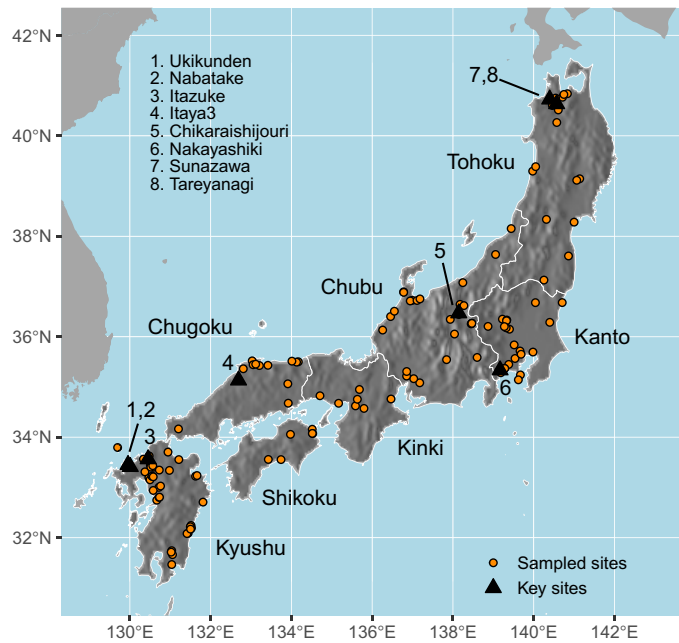 42°N
40°N
38°N
36°N
34°N
32°N
1. Ukikunden
2. Nabatake
3. Itazuke
4. Itaya3
5. Chikaraishijouri
6. Nakayashiki
7. Sunazawa
8. Tareyanagi
7,8
Tohoku
5
Chubu
Chugoku
Kanto
4
6
1,2
3
Kinki
Shikoku
Kyushu
Sampled sites
Key sites
130°E 132°E 134°E 136°E 138°E 140°E 142°E